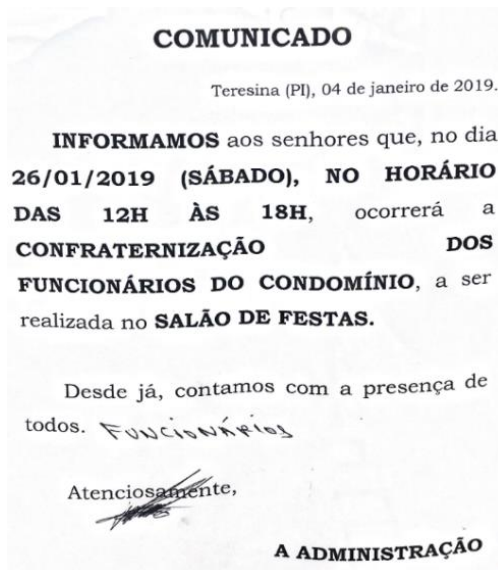 COMUNICADO
Teresina (PI), 04 de janeiro de 2019.
INFORMAMOS aos senhores que, no dia
26/01/2019 (SÁBADO), NO HORÁRIO
DAS 12H ÀS 18H, ocorrerá a
CONFRATERNIZAÇÃO DOS
FUNCIONÁRIOS DO CONDOMÍNIO, a ser
realizada no SALÃO DE FESTAS.
Desde já, contamos com a presença de
todos. FUNCIONÁRIOS
Atenciosamente,
A ADMINISTRAÇÃO